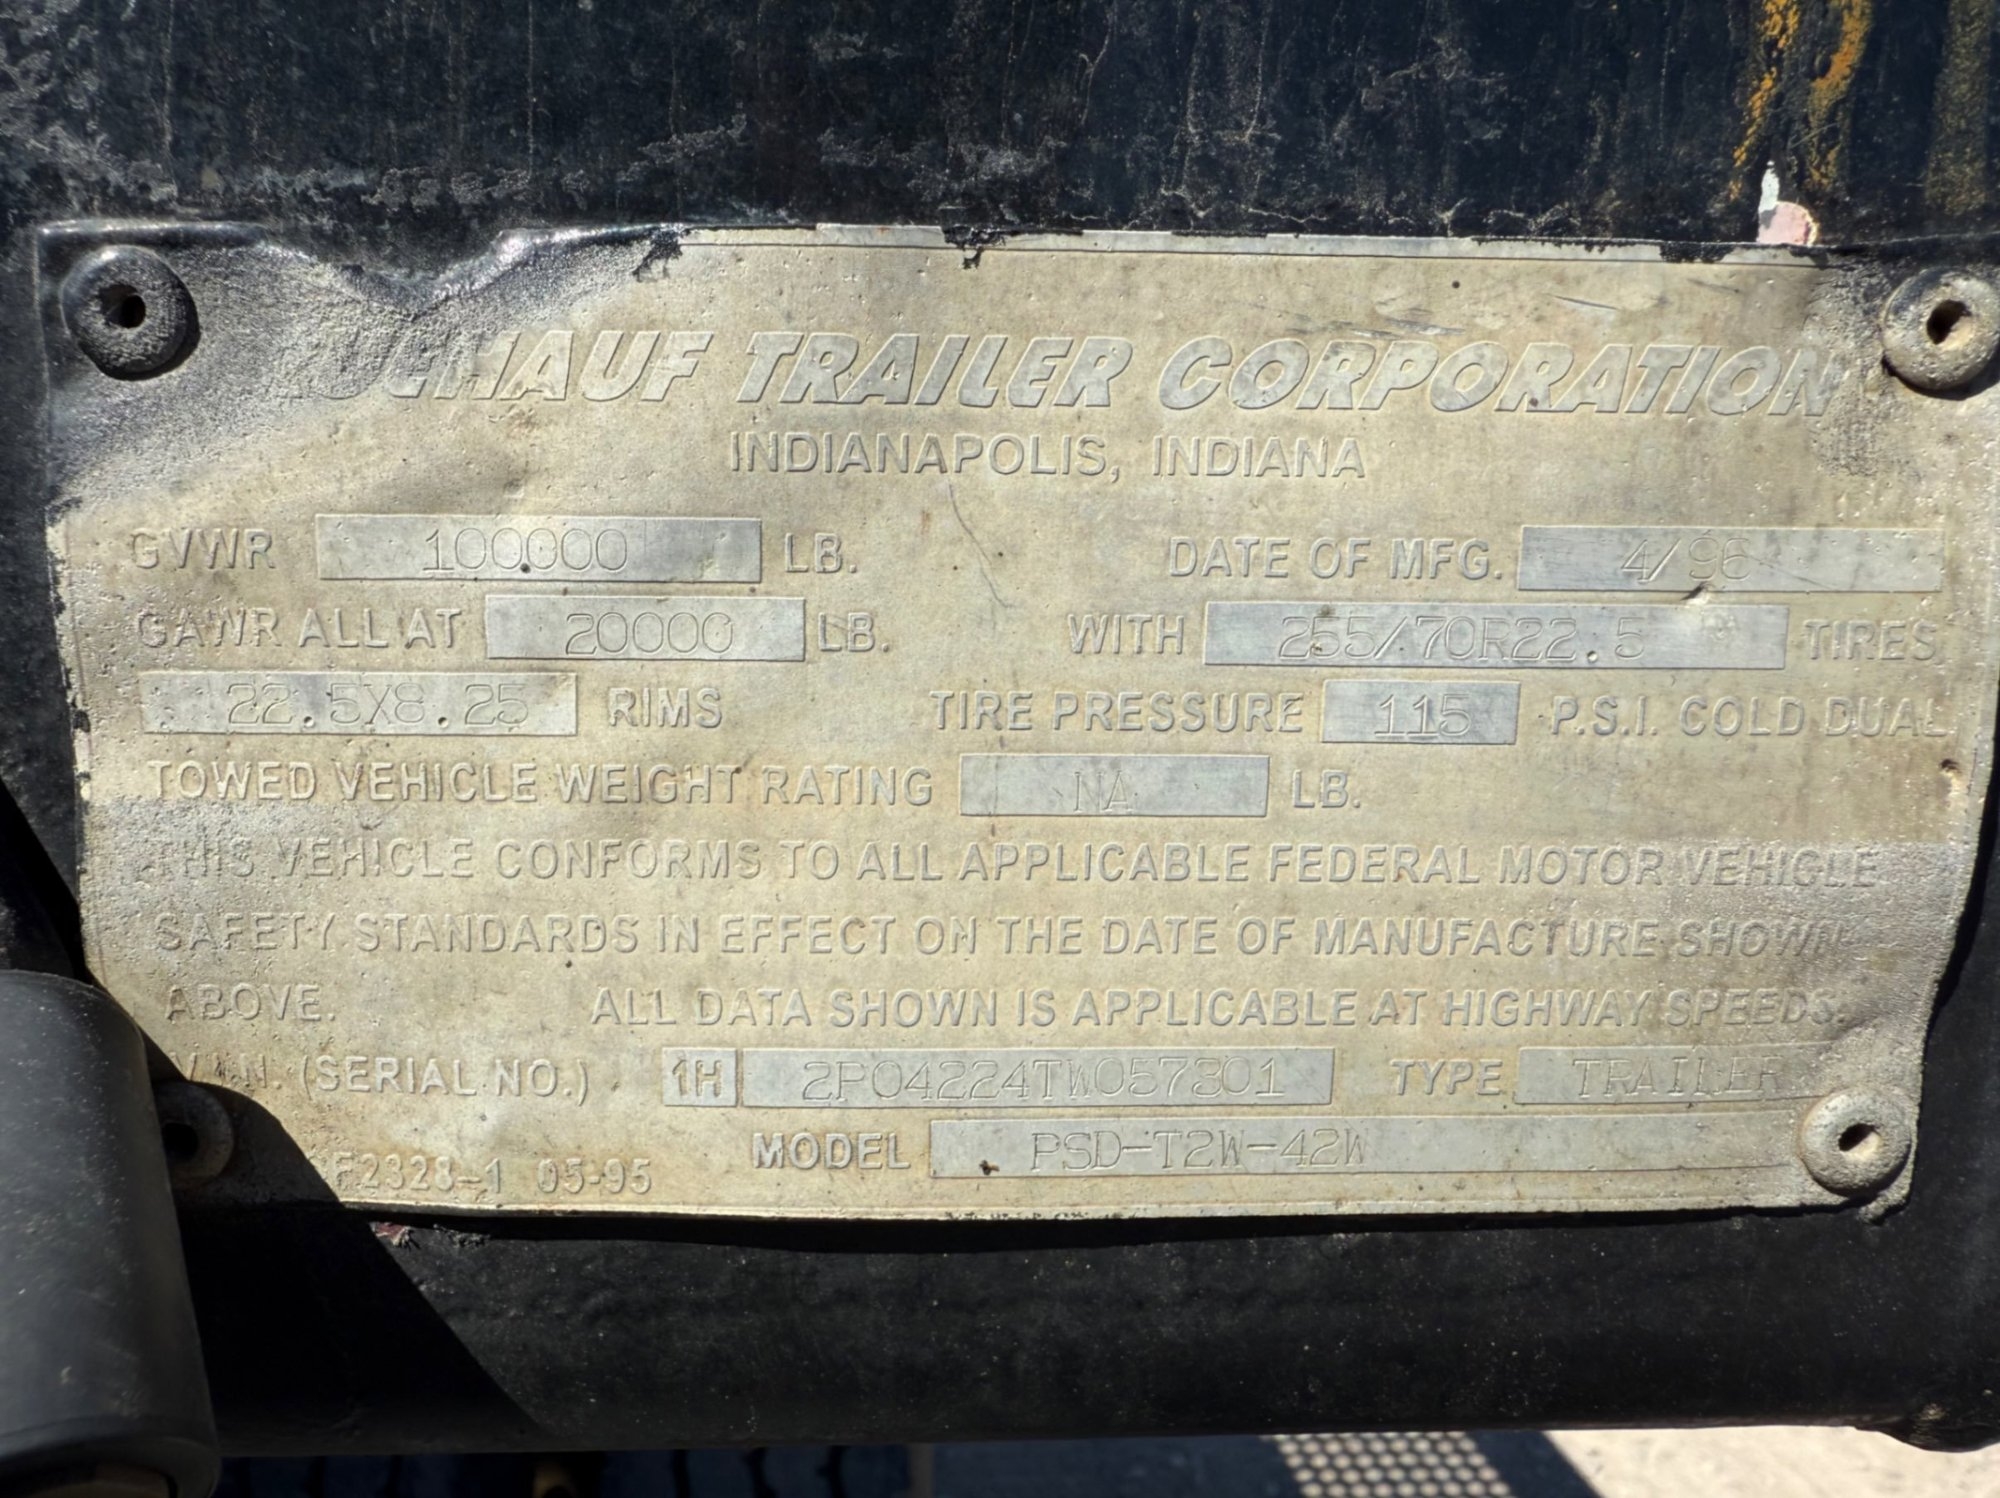 FRUEHAUF TRAILER CORPORATION
INDIANAPOLIS, INDIANA
GVWR 100000 LB. DATE OF MFG. 4/96
GAWR ALL AT 20000 LB. WITH 255/70R22.5 TIRES
22.5X8.25 RIMS TIRE PRESSURE 115 P.S.I. COLD DUAL
TOWED VEHICLE WEIGHT RATING NA LB.
THIS VEHICLE CONFORMS TO ALL APPLICABLE FEDERAL MOTOR VEHICLE
SAFETY STANDARDS IN EFFECT ON THE DATE OF MANUFACTURE SHOWN
ABOVE. ALL DATA SHOWN IS APPLICABLE AT HIGHWAY SPEEDS.
V.I.N. (SERIAL NO.) 1H 2P04224TW057301 TYPE TRAILER
MODEL PSD-T2W-42W
F2328-1 05-95